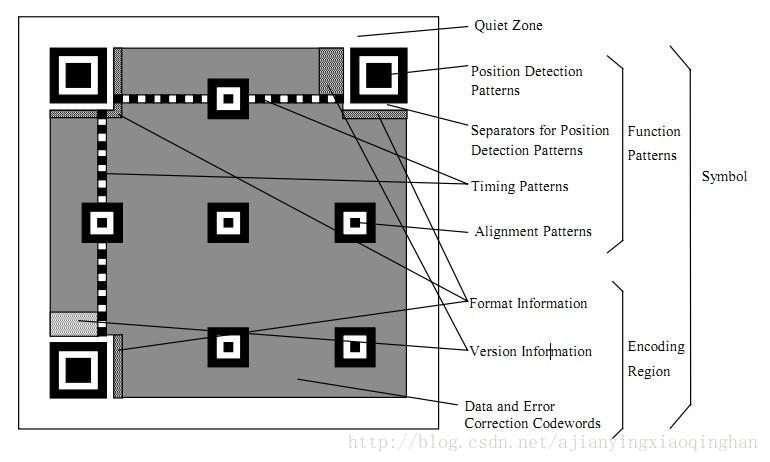 Quiet Zone
Position Detection
Patterns
Separators for Position
Detection Patterns
Function
Patterns
Symbol
Timing Patterns
Alignment Patterns
Format Information
Version Information
Encoding
Region
Data and Error
Correction Codewords
http://blog.csdn.net/ajianyingxiaoqinghan